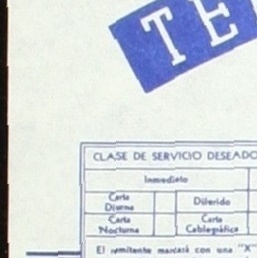 TE
CLASE DE SERVICIO DESEADO
Inmediato
Carta Diferido
Diurna
Carta Carta
Nocturna Cablegráfica
El remitente marcará con una "X"